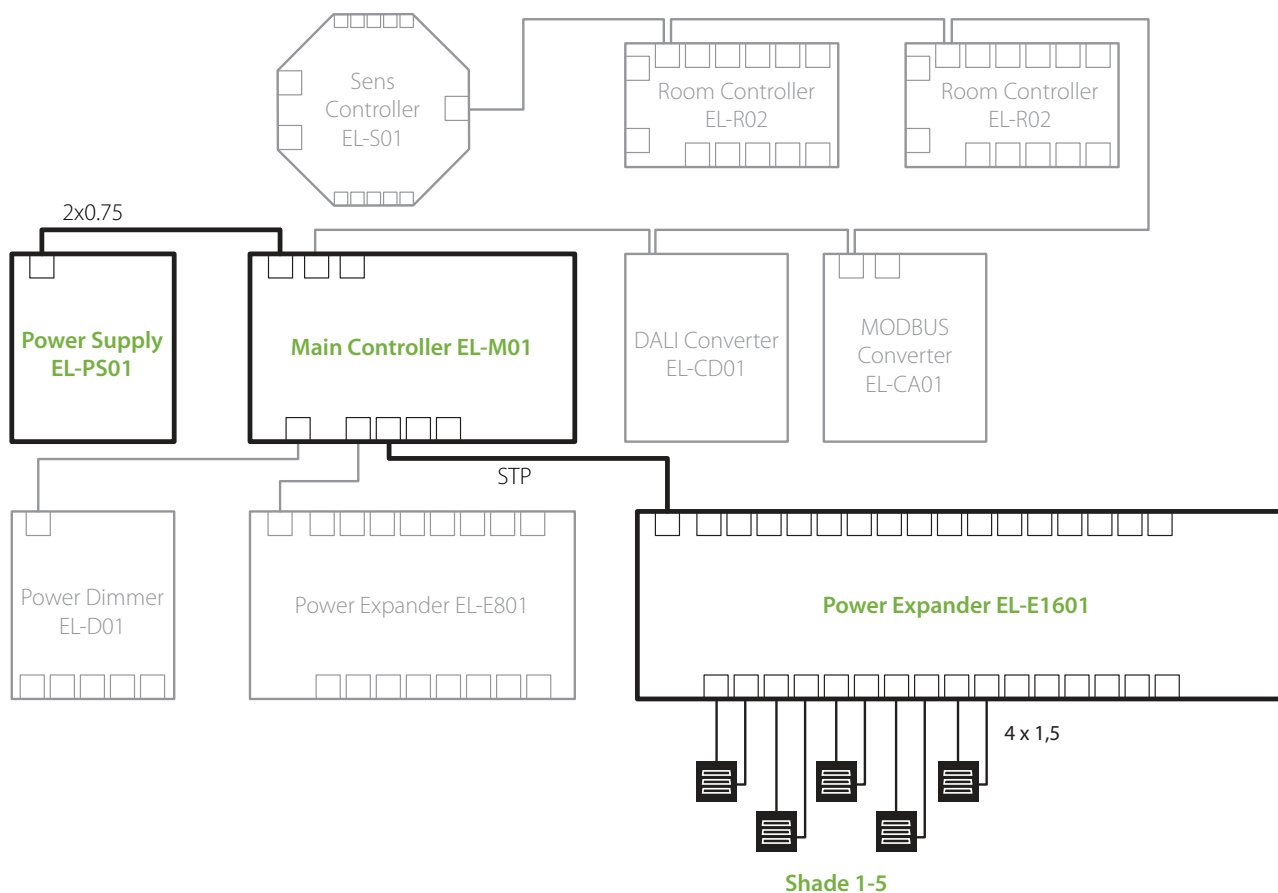 Sens
Controller
EL-S01
Room Controller
EL-R02
Room Controller
EL-R02
2x0.75
Power Supply
EL-PS01
Main Controller EL-M01
DALI Converter
EL-CD01
MODBUS
Converter
EL-CA01
STP
Power Dimmer
EL-D01
Power Expander EL-E801
Power Expander EL-E1601
4 x 1,5
Shade 1-5